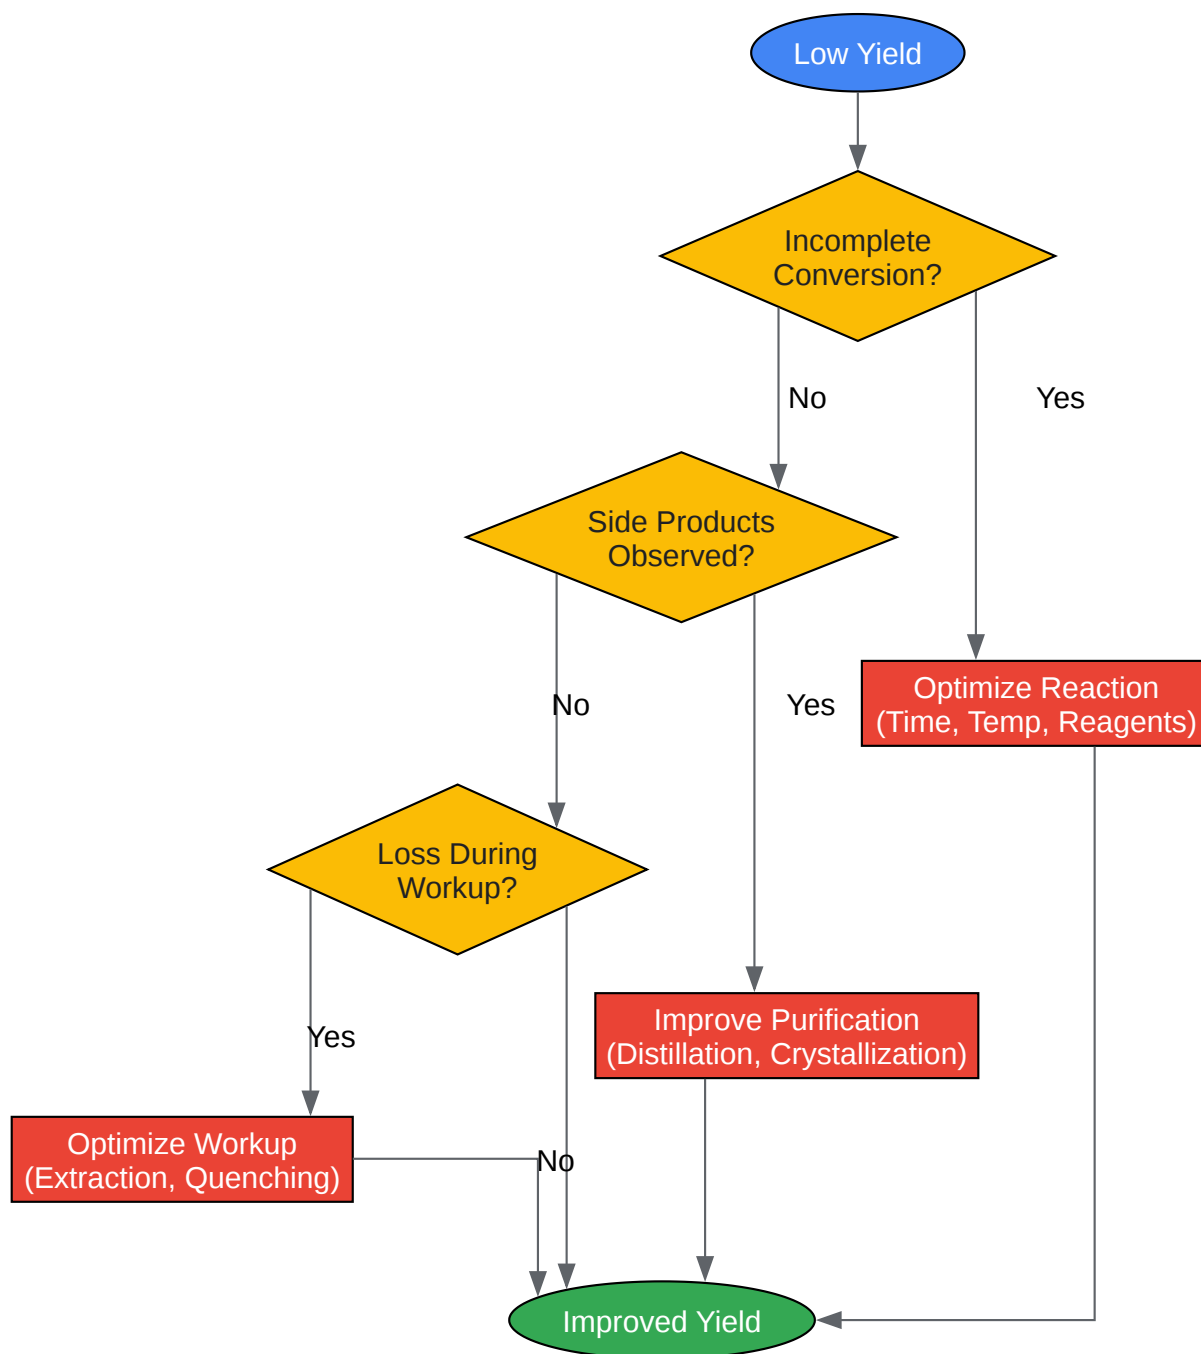 Low Yield
Incomplete
Conversion?
No
Yes
Side Products
Observed?
No
Yes
Optimize Reaction
(Time, Temp, Reagents)
Loss During
Workup?
Yes
No
Improve Purification
(Distillation, Crystallization)
Optimize Workup
(Extraction, Quenching)
Improved Yield